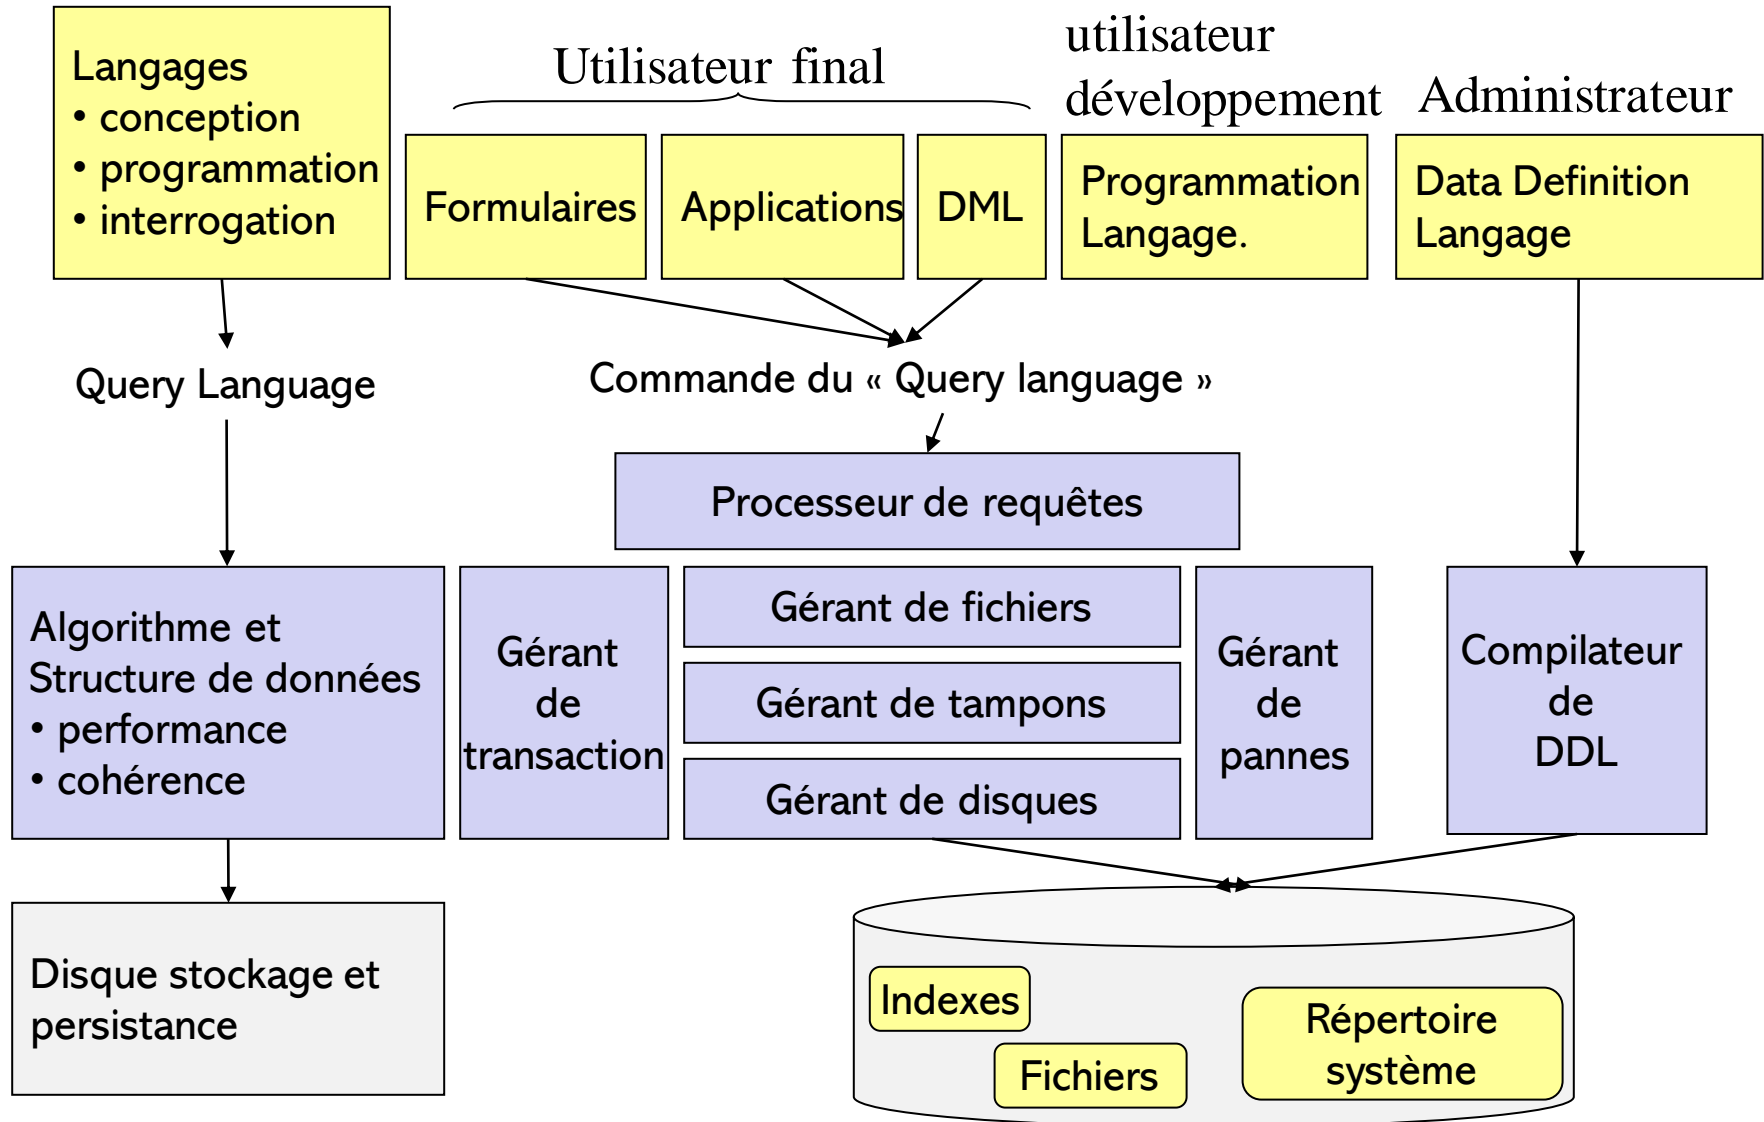 Langages
• conception
• programmation
• interrogation
Utilisateur final
utilisateur
développement
Administrateur
Formulaires
Applications
DML
Programmation
Langage.
Data Definition
Langage
Query Language
Commande du « Query language »
Processeur de requêtes
Algorithme et
Structure de données
• performance
• cohérence
Gérant
de
transaction
Gérant de fichiers
Gérant de tampons
Gérant de disques
Gérant
de
pannes
Compilateur
de
DDL
Disque stockage et
persistance
Indexes
Fichiers
Répertoire
système